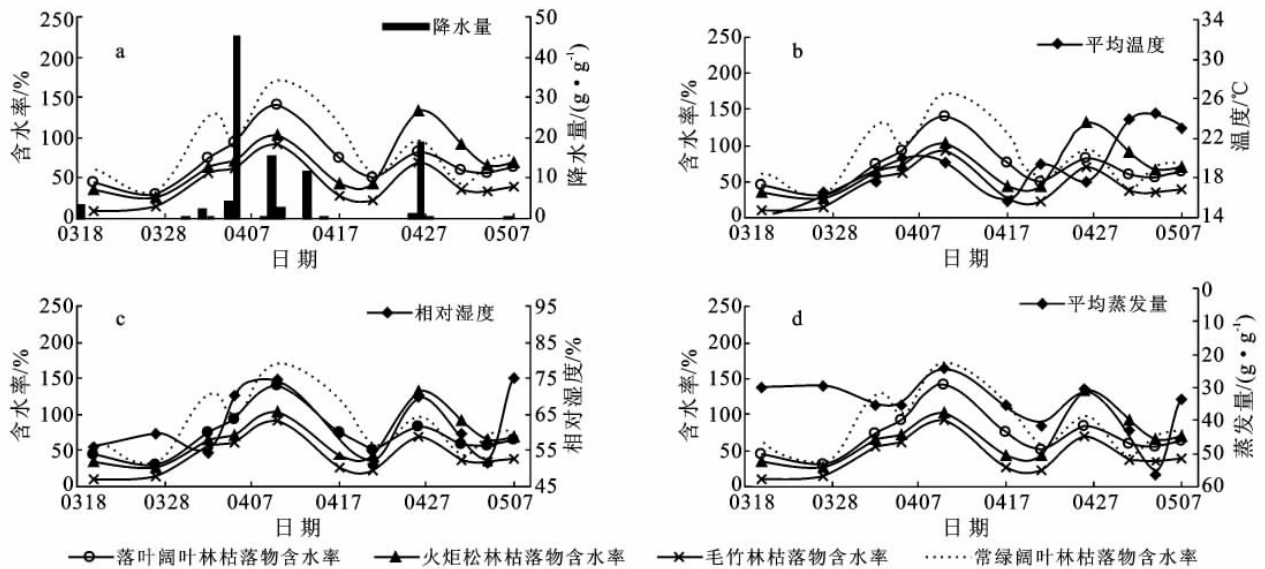 a
降水量
含水率/%
250
200
150
100
50
0
50
40
30
20
10
0
降水量/(g·g⁻¹)
0318 0328 0407 0417 0427 0507
日期
b
平均温度
含水率/%
250
200
150
100
50
0
34
30
26
22
18
14
温度/℃
0318 0328 0407 0417 0427 0507
日期
c
相对湿度
含水率/%
250
200
150
100
50
0
95
85
75
65
55
45
相对湿度/%
0318 0328 0407 0417 0427 0507
日期
d
平均蒸发量
含水率/%
250
200
150
100
50
0
0
10
20
30
40
50
60
蒸发量/(g·g⁻¹)
0318 0328 0407 0417 0427 0507
日期
落叶阔叶林枯落物含水率 火炬松林枯落物含水率 毛竹林枯落物含水率 常绿阔叶林枯落物含水率